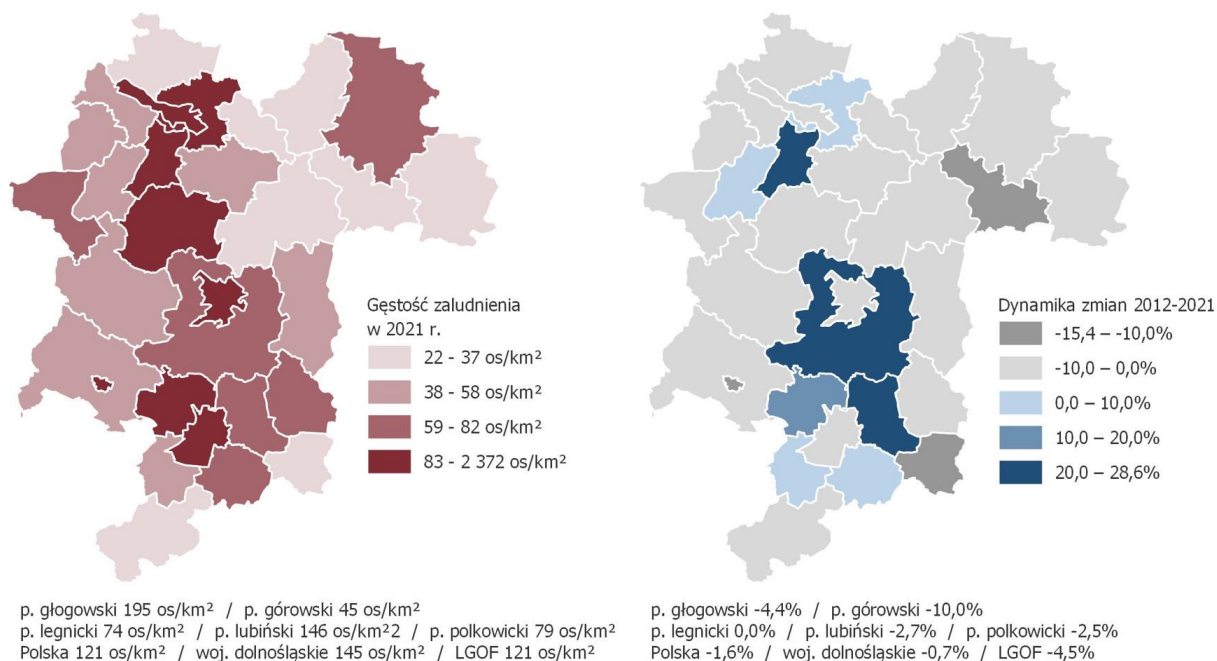 Gęstość zaludnienia
w 2021 r.
22 - 37 os/km²
38 - 58 os/km²
59 - 82 os/km²
83 - 2 372 os/km²
p. głogowski 195 os/km² / p. górowski 45 os/km²
p. legnicki 74 os/km² / p. lubiński 146 os/km²2 / p. polkowicki 79 os/km²
Polska 121 os/km² / woj. dolnośląskie 145 os/km² / LGOF 121 os/km²
Dynamika zmian 2012-2021
-15,4 – -10,0%
-10,0 – 0,0%
0,0 – 10,0%
10,0 – 20,0%
20,0 – 28,6%
p. głogowski -4,4% / p. górowski -10,0%
p. legnicki 0,0% / p. lubiński -2,7% / p. polkowicki -2,5%
Polska -1,6% / woj. dolnośląskie -0,7% / LGOF -4,5%